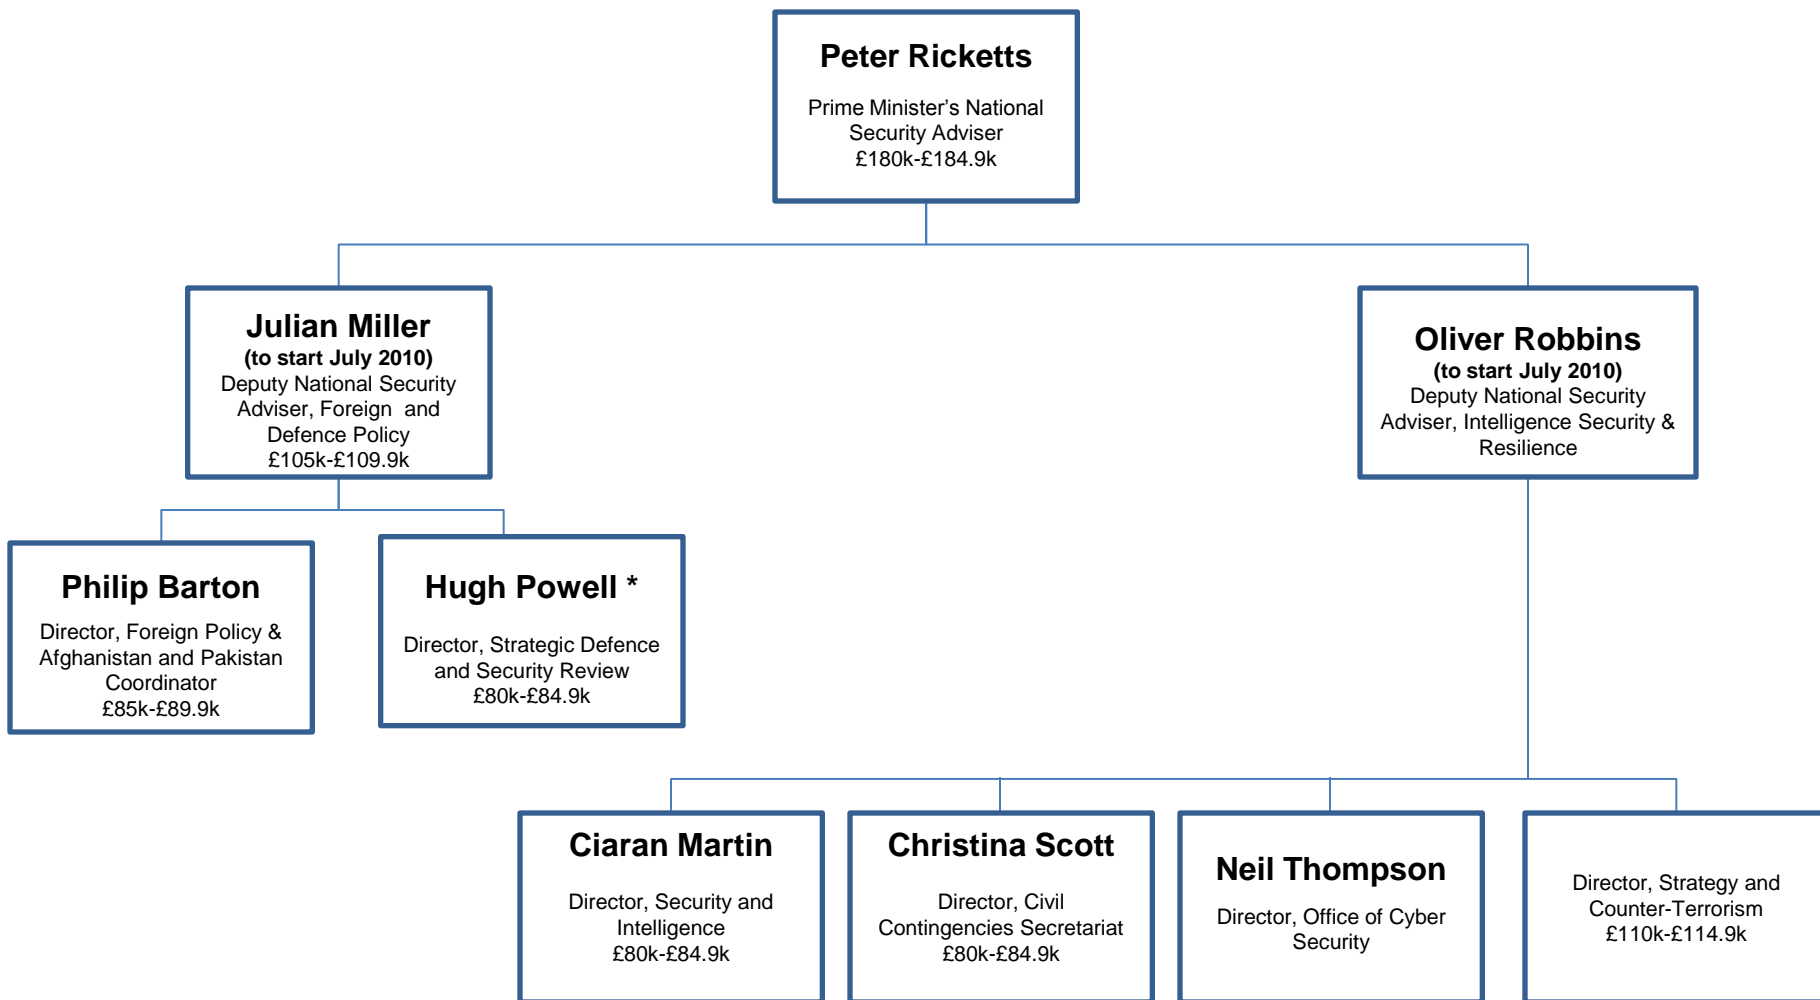 Peter Ricketts
Prime Minister’s National
Security Adviser
£180k-£184.9k
Julian Miller
(to start July 2010)
Deputy National Security
Adviser, Foreign and
Defence Policy
£105k-£109.9k
Oliver Robbins
(to start July 2010)
Deputy National Security
Adviser, Intelligence Security &
Resilience
Philip Barton
Director, Foreign Policy &
Afghanistan and Pakistan
Coordinator
£85k-£89.9k
Hugh Powell *
Director, Strategic Defence
and Security Review
£80k-£84.9k
Ciaran Martin
Director, Security and
Intelligence
£80k-£84.9k
Christina Scott
Director, Civil
Contingencies Secretariat
£80k-£84.9k
Neil Thompson
Director, Office of Cyber
Security
Director, Strategy and
Counter-Terrorism
£110k-£114.9k